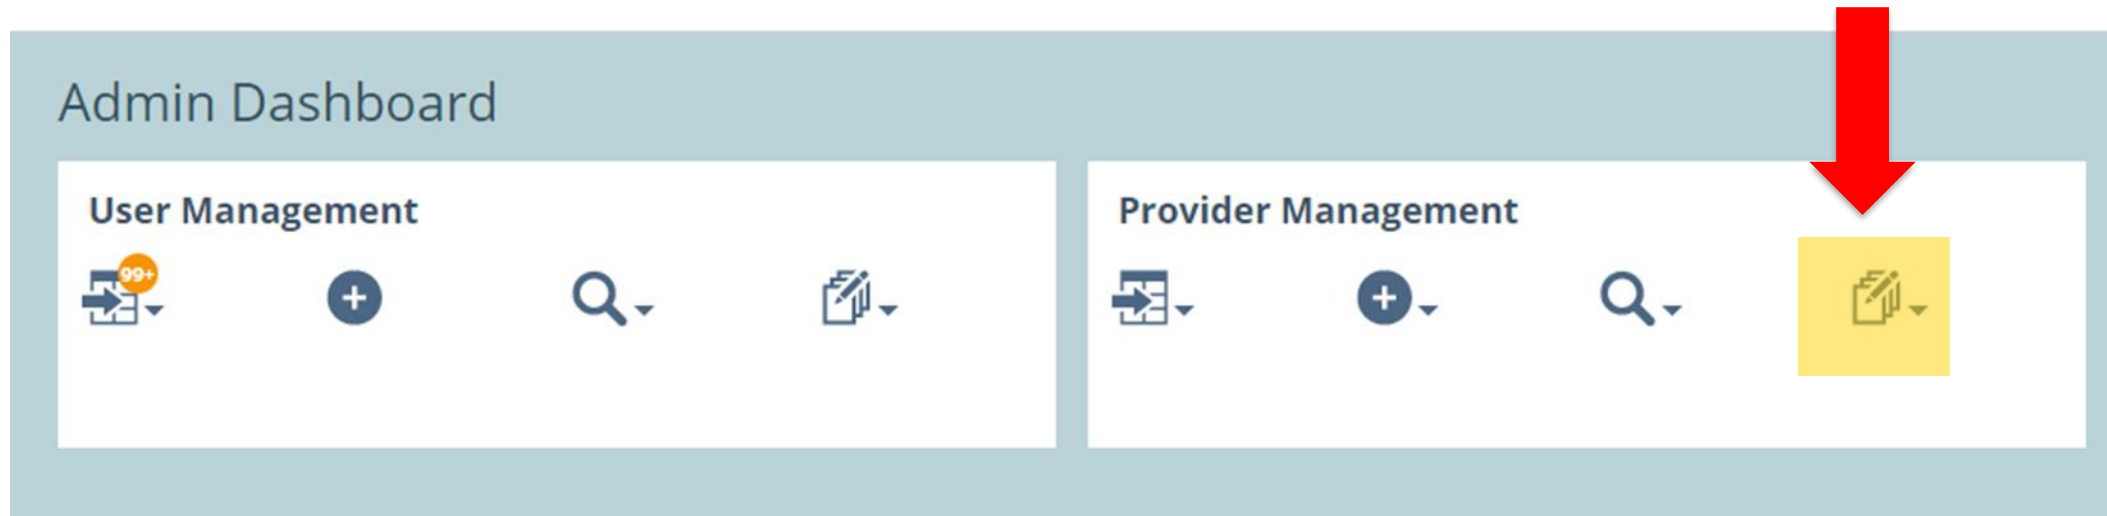 Admin Dashboard
User Management
Provider Management
99+